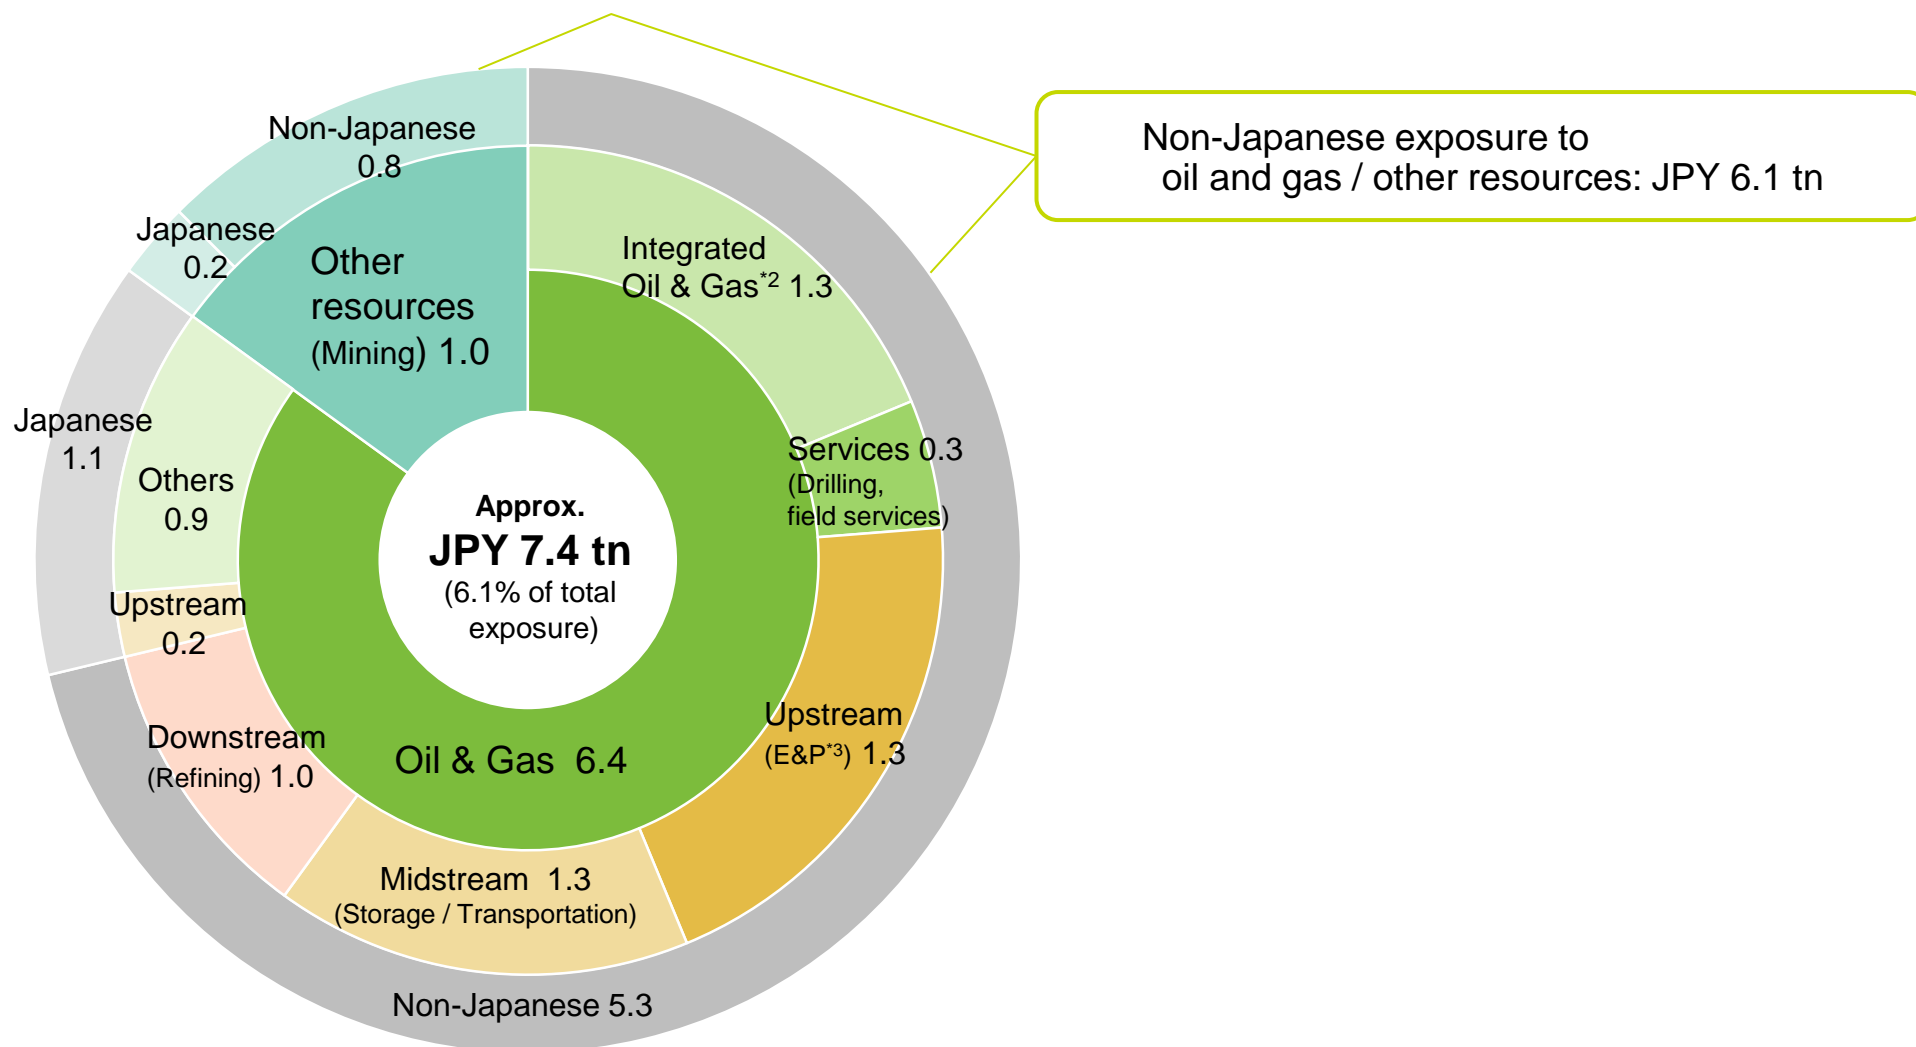 Non-Japanese exposure to
oil and gas / other resources: JPY 6.1 tn
Non-Japanese
0.8
Japanese
0.2
Other
resources
(Mining) 1.0
Integrated
Oil & Gas*2 1.3
Japanese
1.1
Others
0.9
Services 0.3
(Drilling,
field services)
Approx.
JPY 7.4 tn
(6.1% of total
exposure)
Upstream
0.2
Downstream
(Refining) 1.0
Oil & Gas 6.4
Upstream
(E&P*3) 1.3
Midstream 1.3
(Storage / Transportation)
Non-Japanese 5.3